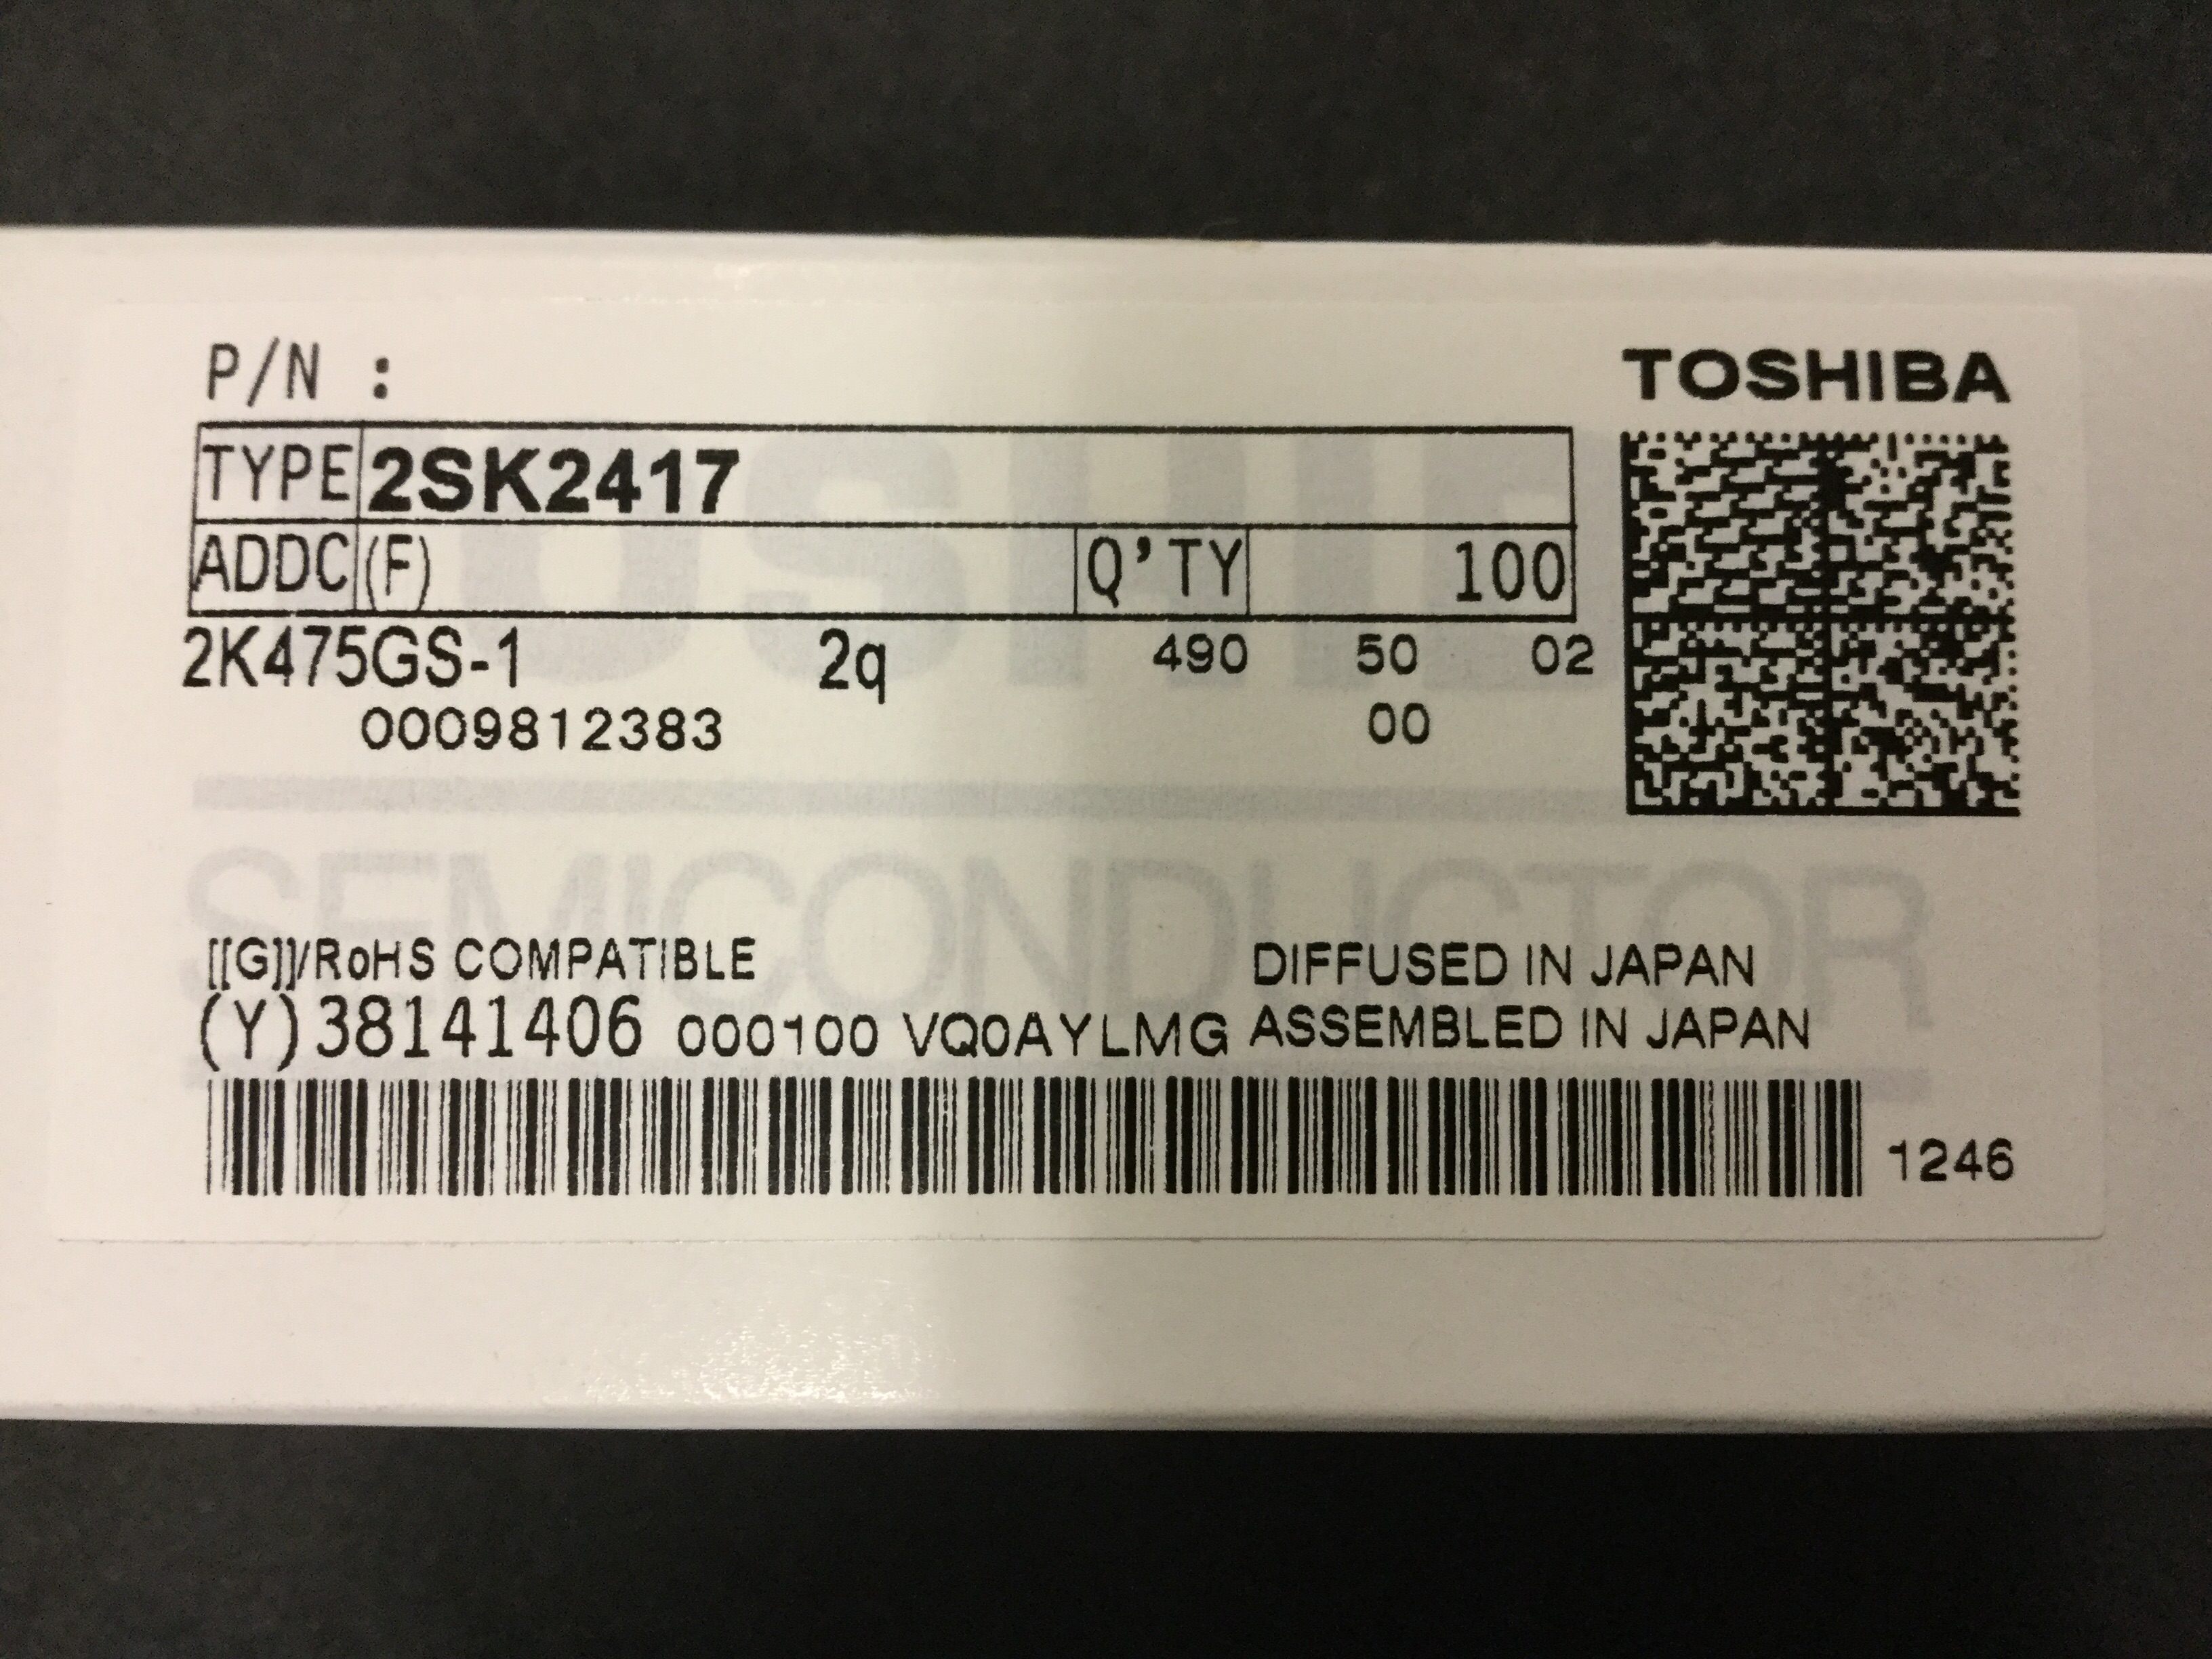 P/N :
TOSHIBA
TYPE 2SK2417
ADDC (F) Q'TY 100
2K475GS-1 2q 490 50 02
0009812383 00
SEMICONDUCTOR
[[G]]/RoHS COMPATIBLE DIFFUSED IN JAPAN
(Y)38141406 000100 VQ0AYLMG ASSEMBLED IN JAPAN
1246